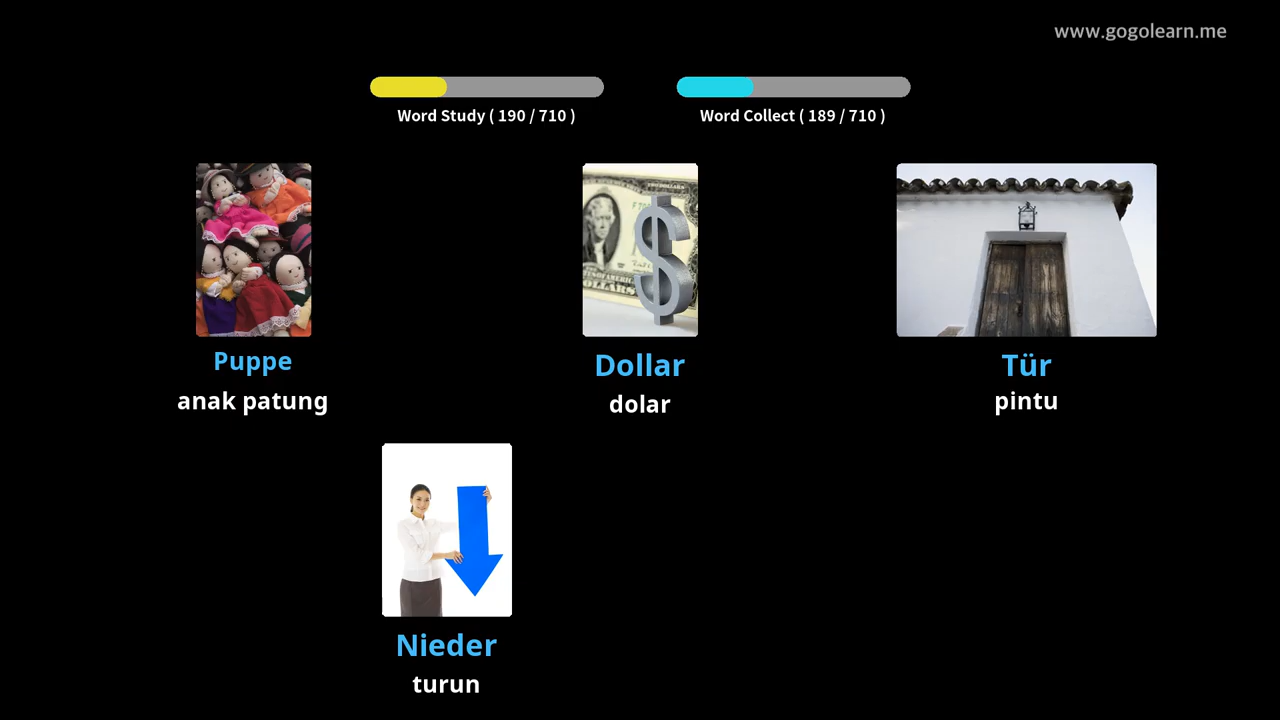 www.gogolearn.me
Word Study ( 190 / 710 )
Word Collect ( 189 / 710 )
Puppe
anak patung
Dollar
dolar
Tür
pintu
Nieder
turun